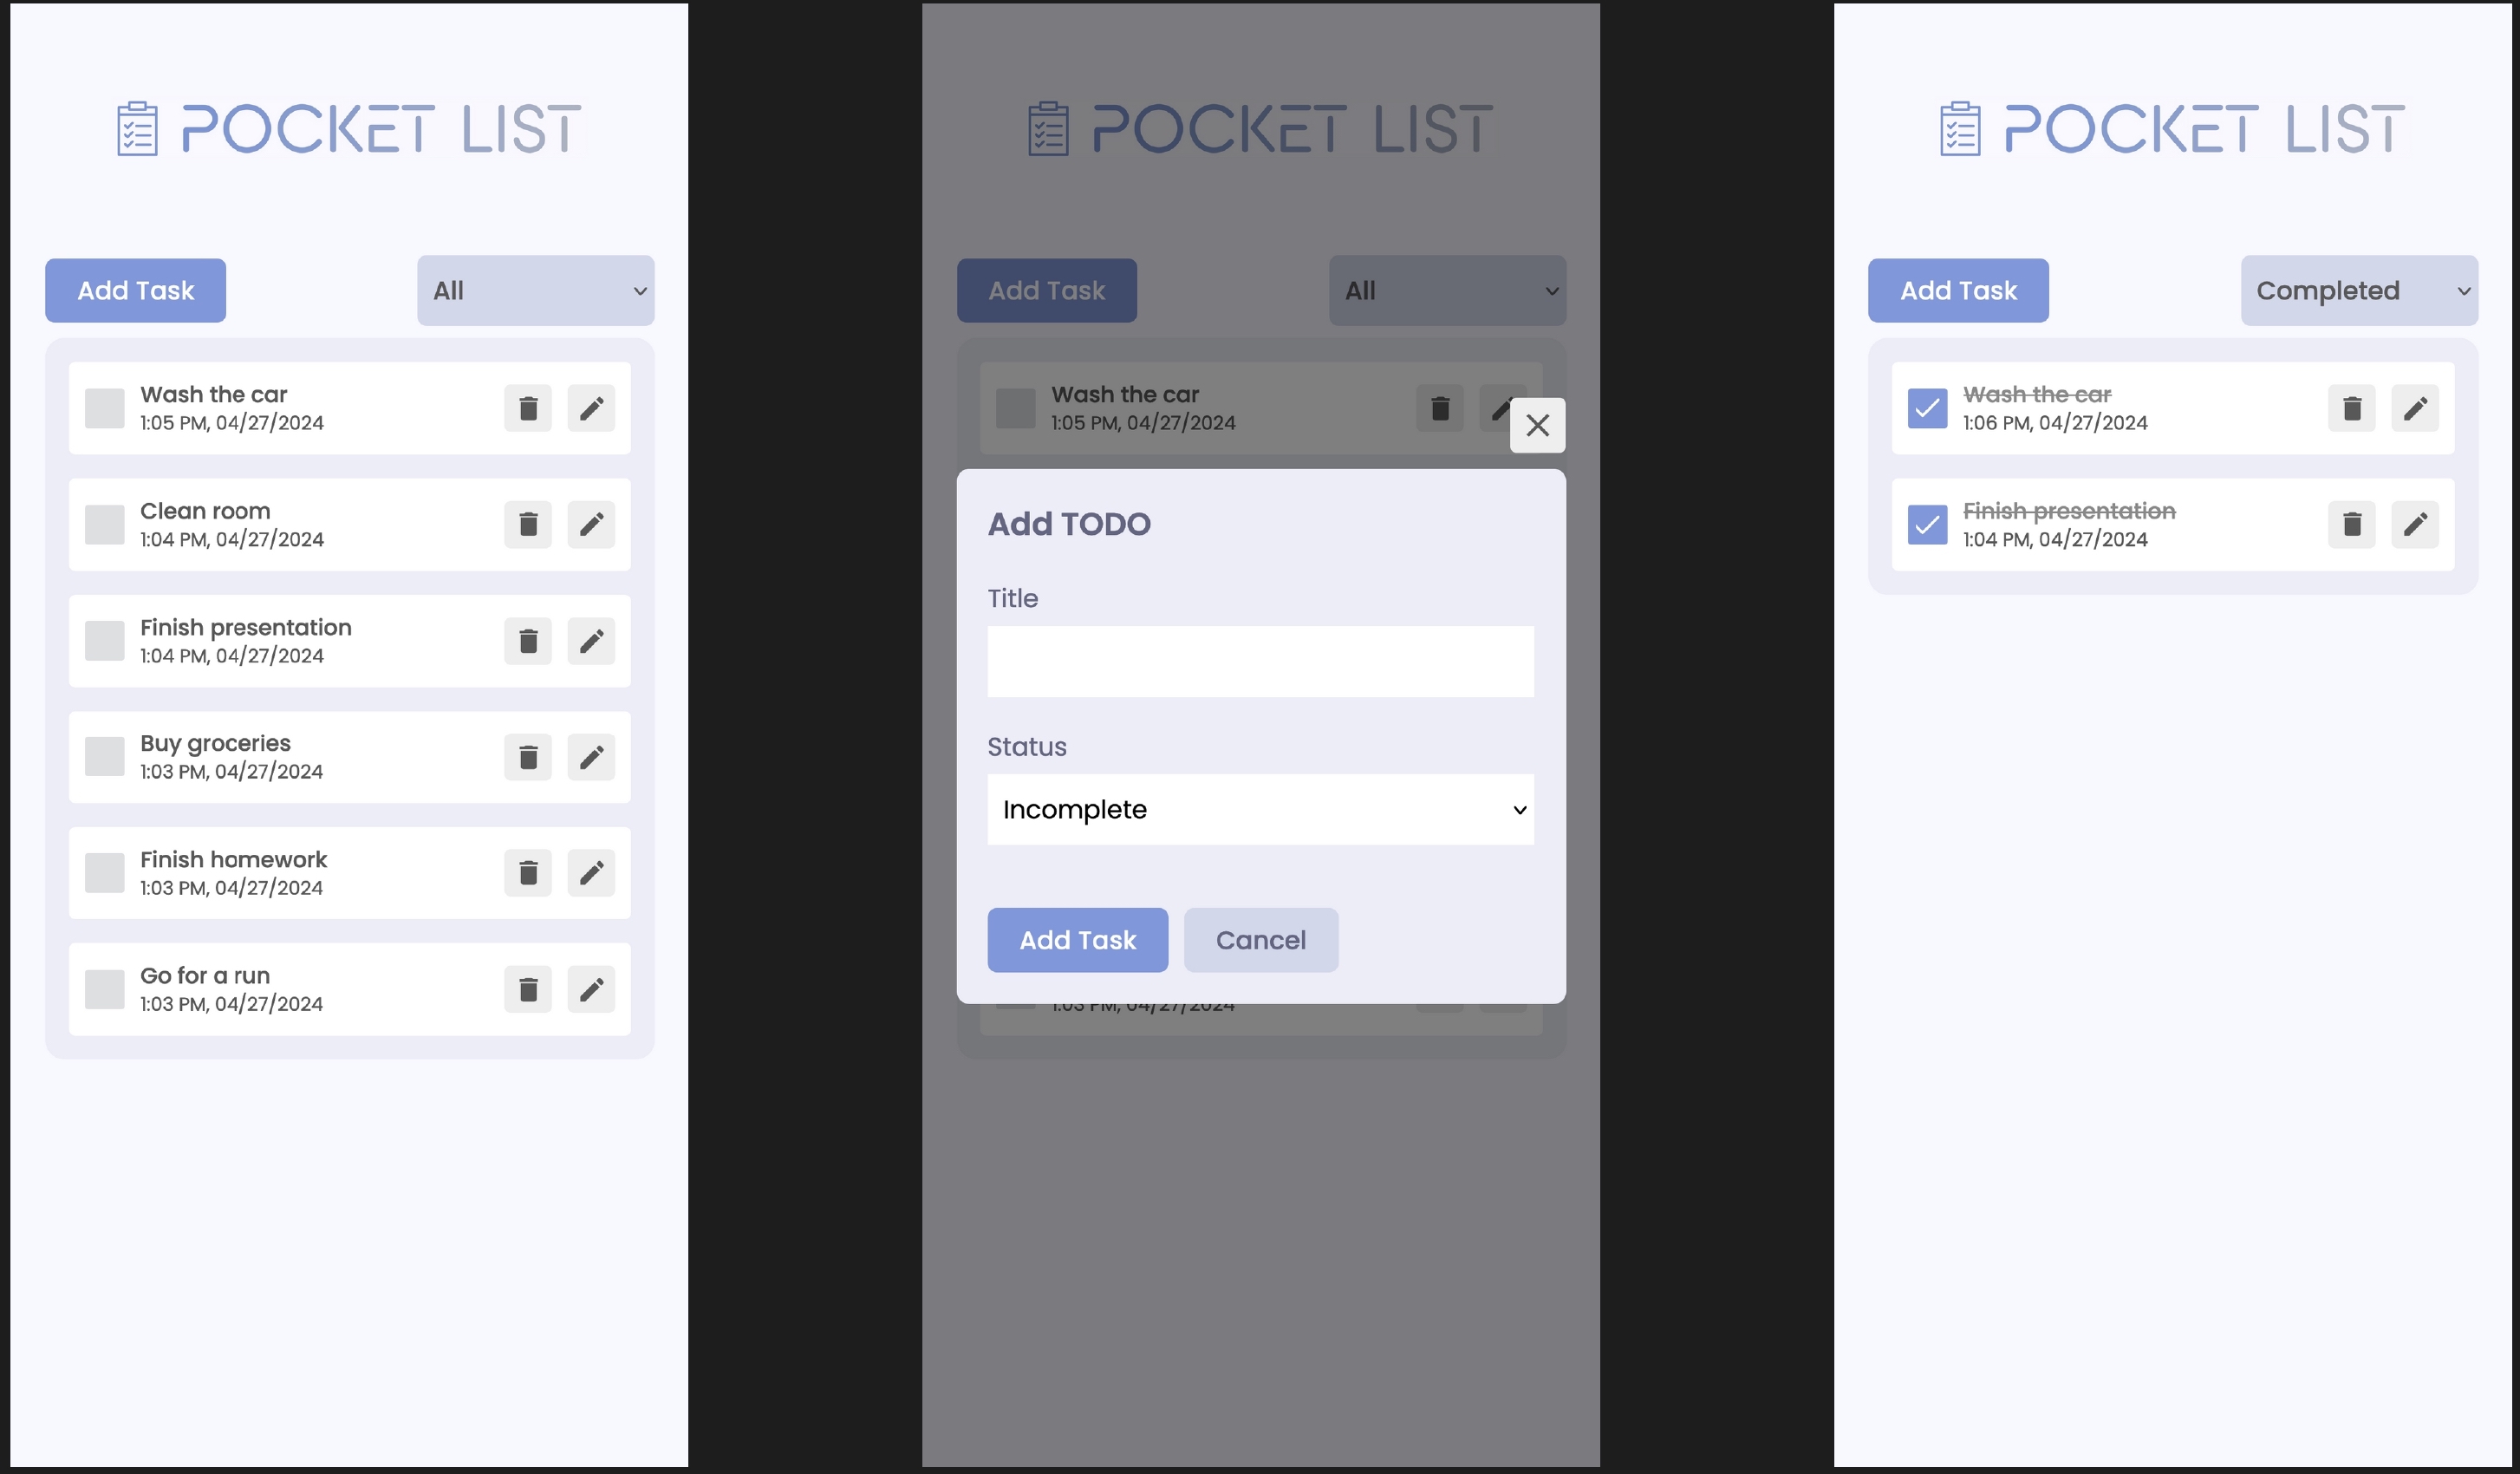 POCKET LIST
Add Task
All
Wash the car
1:05 PM, 04/27/2024
Clean room
1:04 PM, 04/27/2024
Finish presentation
1:04 PM, 04/27/2024
Buy groceries
1:03 PM, 04/27/2024
Finish homework
1:03 PM, 04/27/2024
Go for a run
1:03 PM, 04/27/2024
POCKET LIST
Add Task
All
Wash the car
1:05 PM, 04/27/2024
Add TODO
Title
Status
Incomplete
Add Task
Cancel
1:03 PM, 04/27/2024
POCKET LIST
Add Task
Completed
Wash the car
1:06 PM, 04/27/2024
Finish presentation
1:04 PM, 04/27/2024